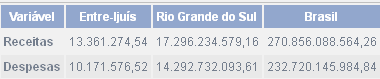 Variável Entre-Ijuís Rio Grande do Sul Brasil
Receitas 13.361.274,54 17.296.234.579,16 270.856.088.564,26
Despesas 10.171.576,52 14.292.732.093,61 232.720.145.984,84